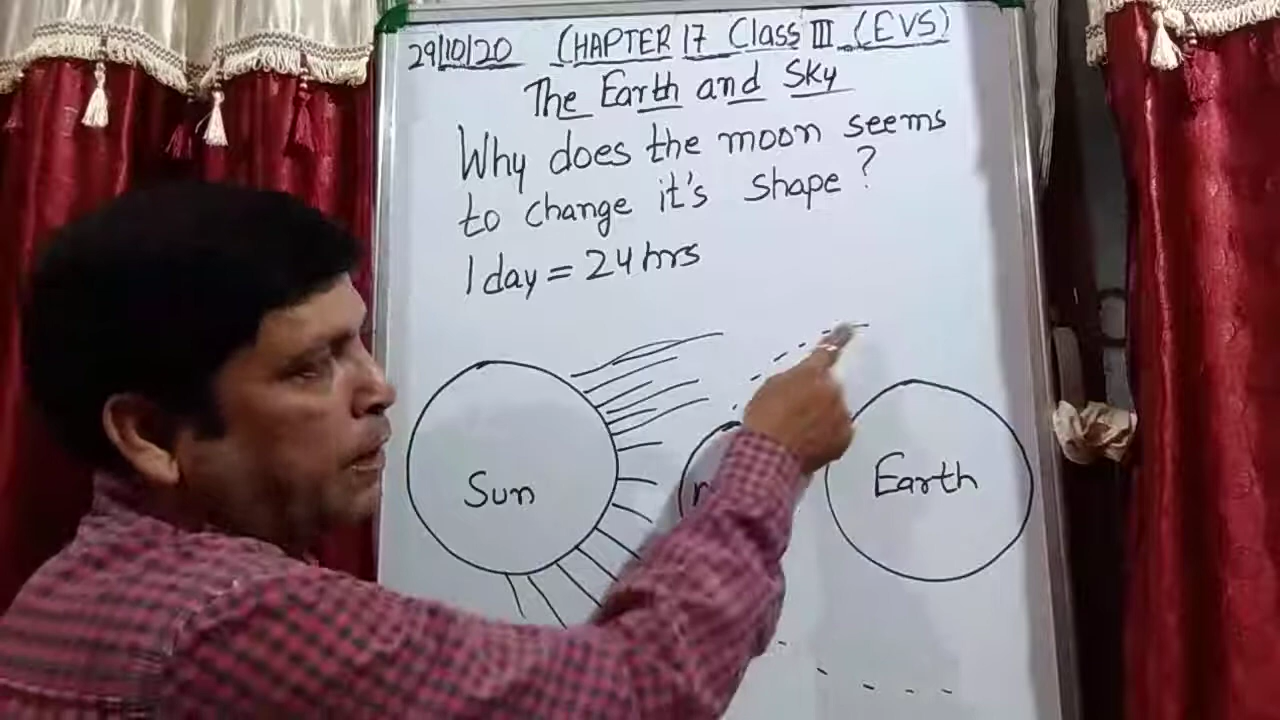 29/10/20 CHAPTER 17 Class III (EVS)
The Earth and Sky
Why does the moon seems
to change it's shape?
1 day = 24 hrs
Sun
Earth